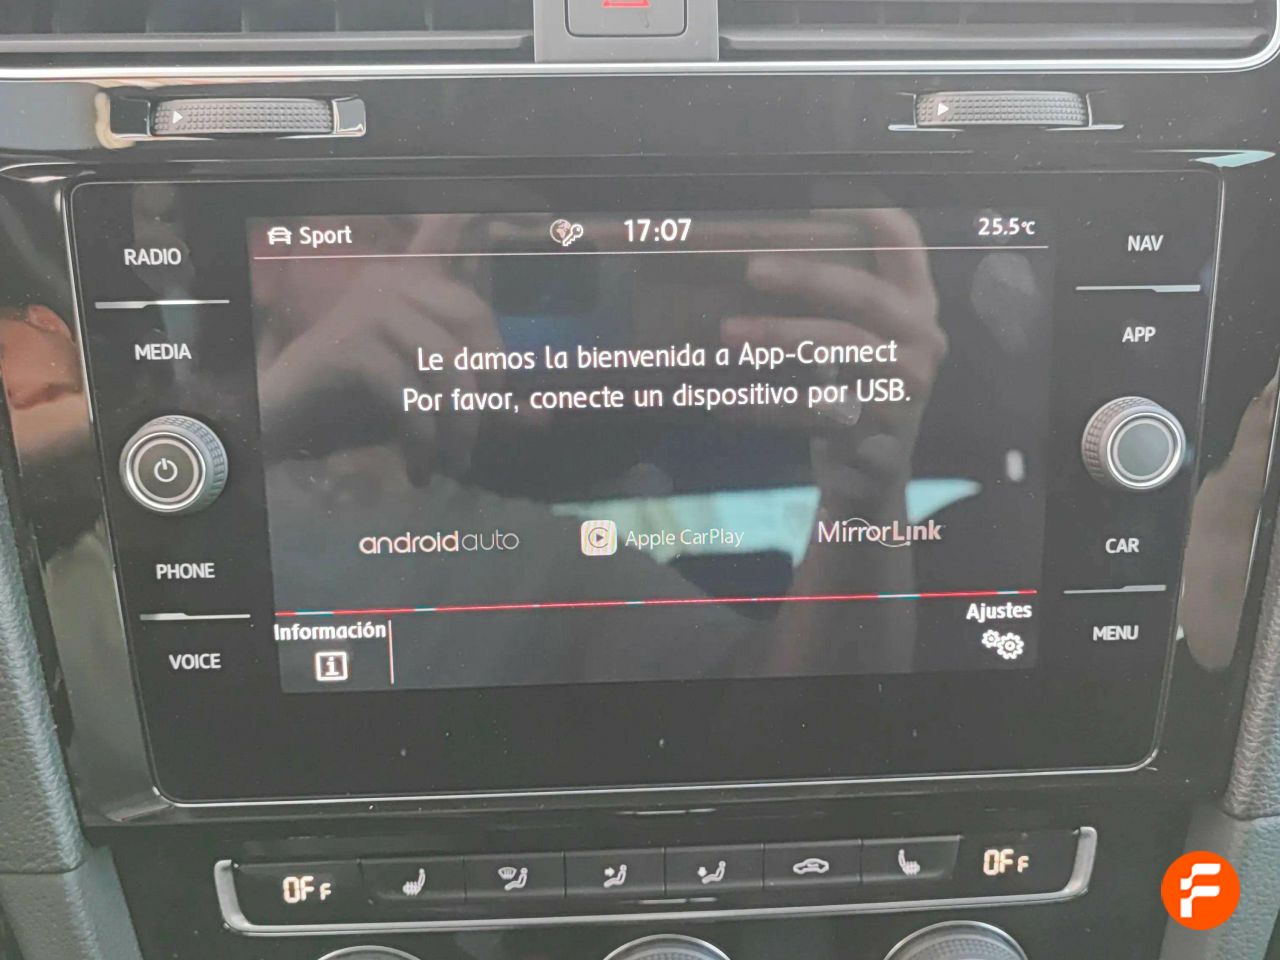 Sport
17:07
25.5°C
RADIO
NAV
MEDIA
APP
Le damos la bienvenida a App-Connect
Por favor, conecte un dispositivo por USB.
androidauto
Apple CarPlay
MirrorLink
PHONE
CAR
Información
Ajustes
VOICE
MENU
OFF
OFF